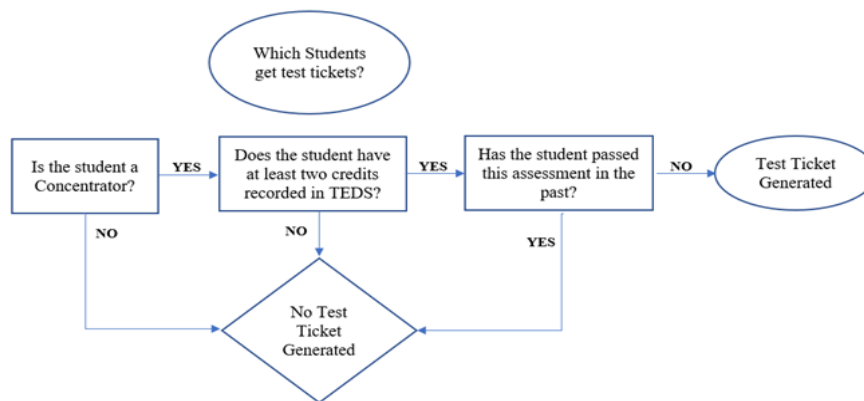 Which Students
get test tickets?
Is the student a
Concentrator?
YES
Does the student have
at least two credits
recorded in TEDS?
YES
Has the student passed
this assessment in the
past?
NO
Test Ticket
Generated
NO
NO
YES
No Test
Ticket
Generated